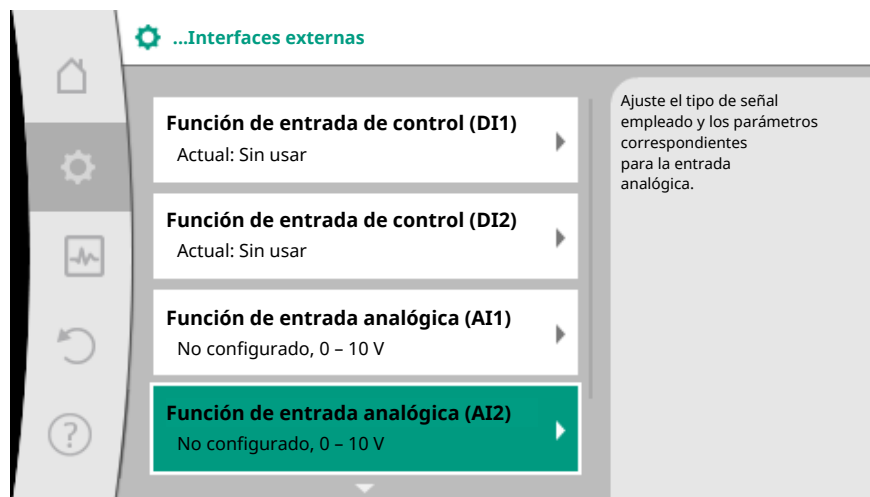 ...Interfaces externas
Función de entrada de control (DI1)
Actual: Sin usar
Función de entrada de control (DI2)
Actual: Sin usar
Función de entrada analógica (AI1)
No configurado, 0 – 10 V
Función de entrada analógica (AI2)
No configurado, 0 – 10 V
Ajuste el tipo de señal
empleado y los parámetros
correspondientes
para la entrada
analógica.
?